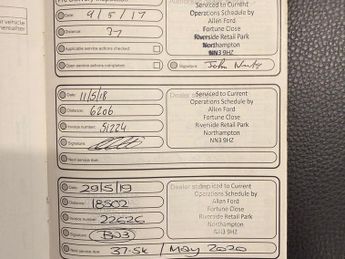 Pre Delivery Inspection
Date: 9/5/17
Distance: 37
Applicable service actions checked:
Open service actions completed:
Serviced to Current
Operations Schedule by
Allen Ford
Fortune Close
Riverside Retail Park
Northampton
NN3 9HZ
Signature: John
Date: 11/5/18
Distance: 6206
Invoice number: 51224
Signature:
Next service due:
Serviced to Current
Operations Schedule by
Allen Ford
Fortune Close
Riverside Retail Park
Northampton
NN3 9HZ
Date: 29/5/19
Distance: 18502
Invoice number: 22626
Signature: B23
Next service due: 37.5k / May 2020
Serviced to Current
Operations Schedule by
Allen Ford
Fortune Close
Riverside Retail Park
Northampton
NN3 9HZ